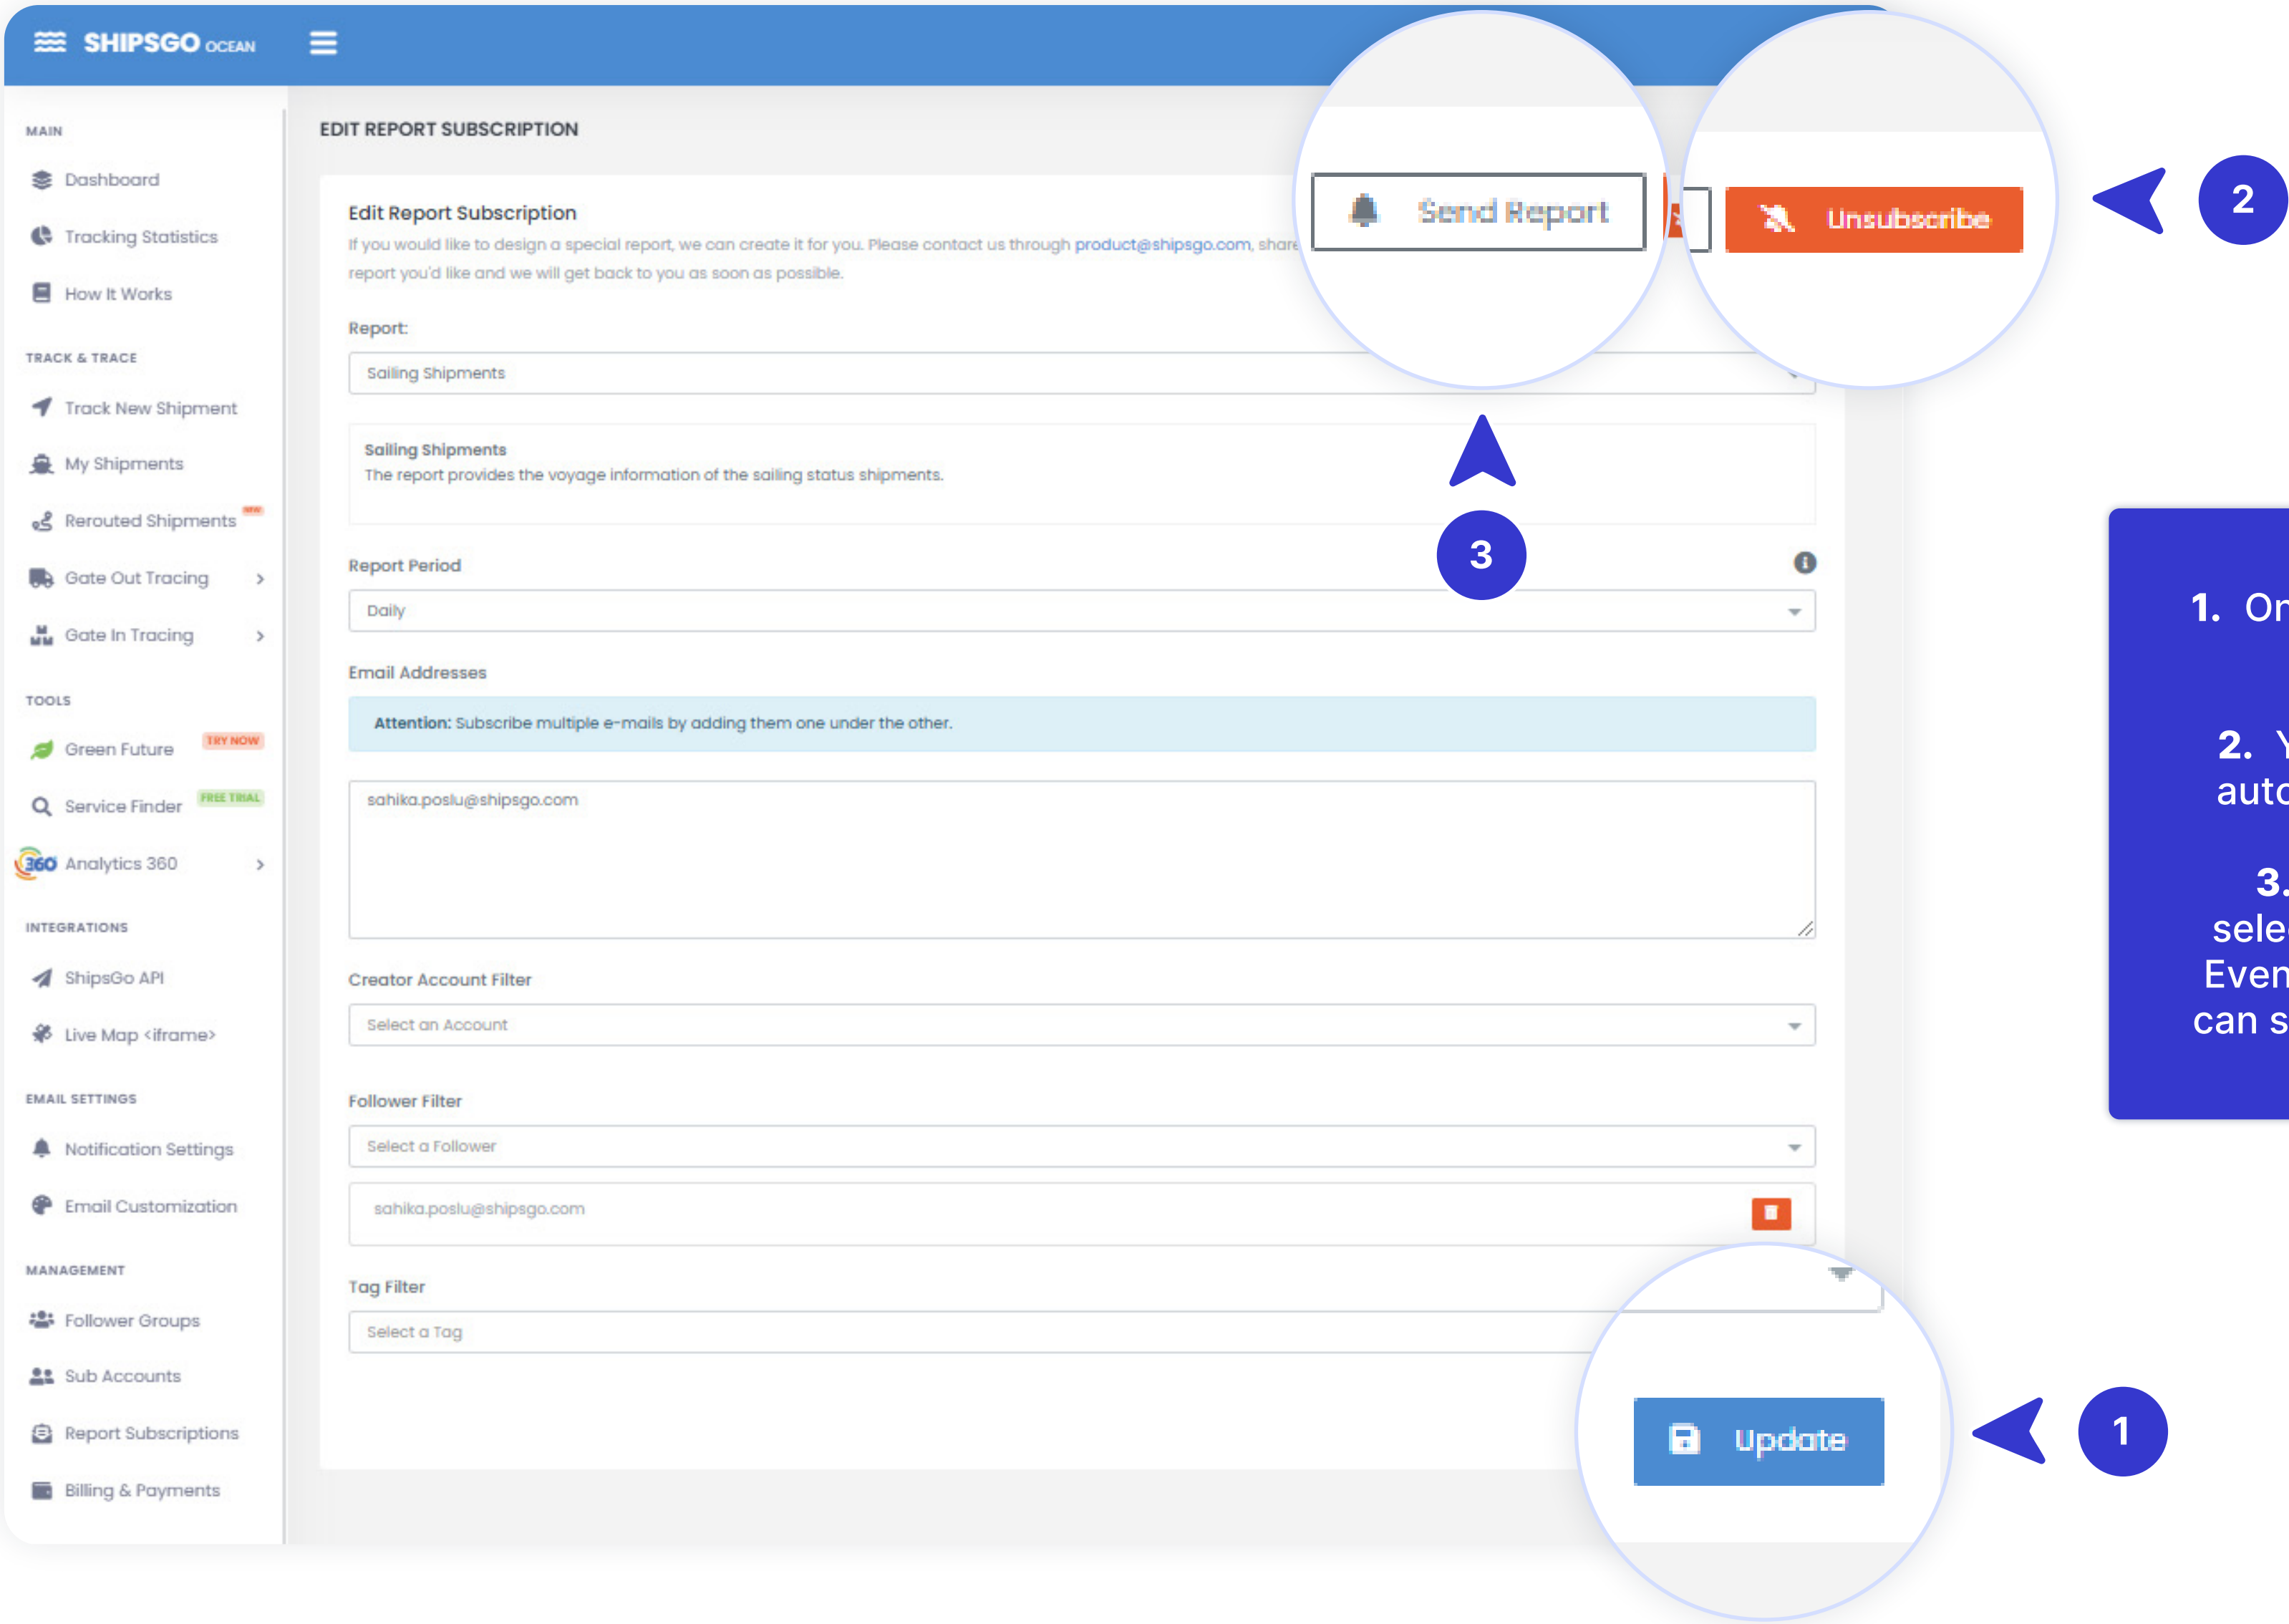 SHIPSGO OCEAN
MAIN
Dashboard
Tracking Statistics
How It Works
TRACK & TRACE
Track New Shipment
My Shipments
Rerouted Shipments NEW
Gate Out Tracing
Gate In Tracing
TOOLS
Green Future TRY NOW
Service Finder FREE TRIAL
360 Analytics 360
INTEGRATIONS
ShipsGo API
Live Map <iframe>
EMAIL SETTINGS
Notification Settings
Email Customization
MANAGEMENT
Follower Groups
Sub Accounts
Report Subscriptions
Billing & Payments
EDIT REPORT SUBSCRIPTION
Edit Report Subscription
If you would like to design a special report, we can create it for you. Please contact us through product@shipsgo.com, share
report you'd like and we will get back to you as soon as possible.
Send Report
Unsubscribe
2
Report:
Sailing Shipments
Sailing Shipments
The report provides the voyage information of the sailing status shipments.
3
Report Period
Daily
Email Addresses
Attention: Subscribe multiple e-mails by adding them one under the other.
sahika.poslu@shipsgo.com
Creator Account Filter
Select an Account
Follower Filter
Select a Follower
sahika.poslu@shipsgo.com
Tag Filter
Select a Tag
Update
1
1.
2.
3.
can